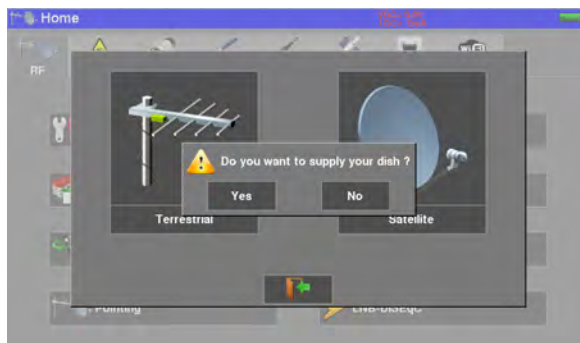 Home
RF
Do you want to supply your dish ?
Yes
No
Terrestrial
Satellite
Pointing
LNB-DiSEqC